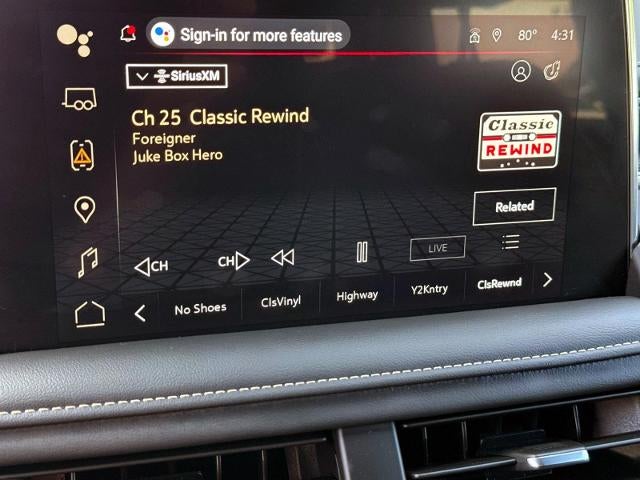 Sign-in for more features
80° 4:31
SiriusXM
Ch 25 Classic Rewind
Foreigner
Juke Box Hero
Classic
REWIND
Related
CH CH LIVE
No Shoes ClsVinyl Highway Y2Kntry ClsRewnd